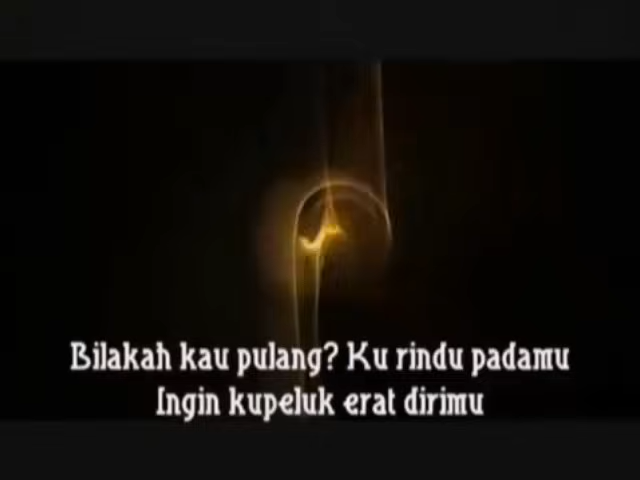 Bilakah kau pulang? Ku rindu padamu
Ingin kupeluk erat dirimu